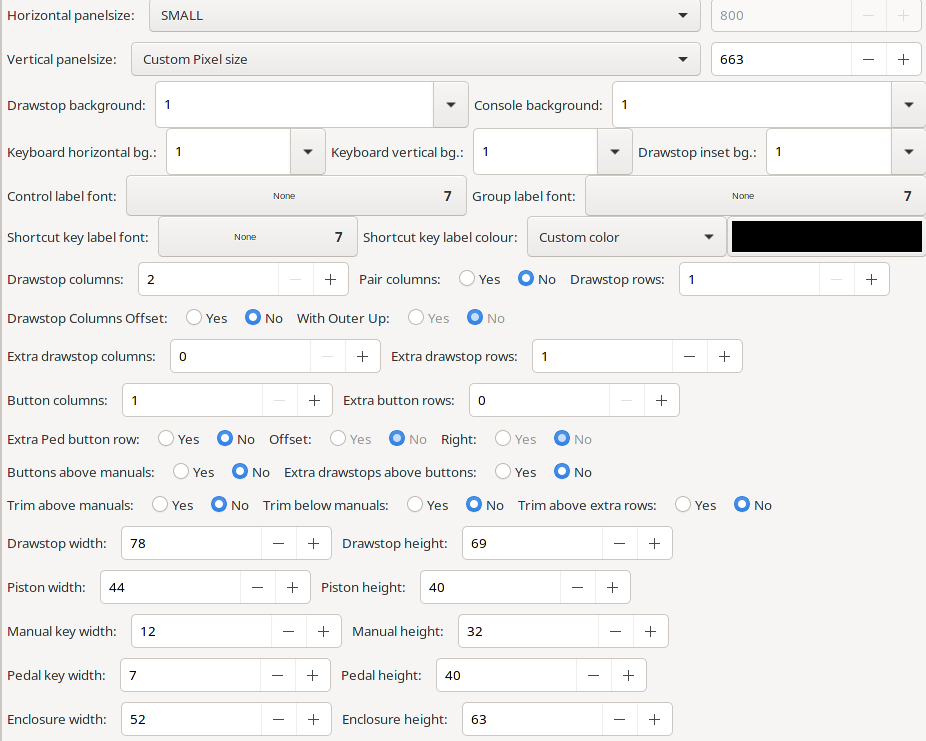 Horizontal panelsize: SMALL 800
Vertical panelsize: Custom Pixel size 663
Drawstop background: 1 Console background: 1
Keyboard horizontal bg.: 1 Keyboard vertical bg.: 1 Drawstop inset bg.: 1
Control label font: None 7 Group label font: None 7
Shortcut key label font: None 7 Shortcut key label colour: Custom color
Drawstop columns: 2 Pair columns: Yes No Drawstop rows: 1
Drawstop Columns Offset: Yes No With Outer Up: Yes No
Extra drawstop columns: 0 Extra drawstop rows: 1
Button columns: 1 Extra button rows: 0
Extra Ped button row: Yes No Offset: Yes No Right: Yes No
Buttons above manuals: Yes No Extra drawstops above buttons: Yes No
Trim above manuals: Yes No Trim below manuals: Yes No Trim above extra rows: Yes No
Drawstop width: 78 Drawstop height: 69
Piston width: 44 Piston height: 40
Manual key width: 12 Manual height: 32
Pedal key width: 7 Pedal height: 40
Enclosure width: 52 Enclosure height: 63